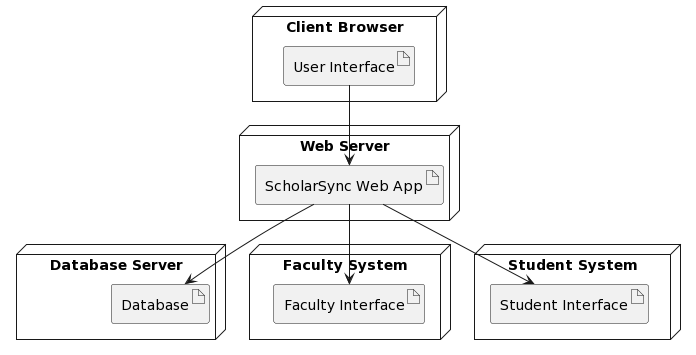 Client Browser
User Interface
Web Server
ScholarSync Web App
Database Server
Faculty System
Student System
Database
Faculty Interface
Student Interface